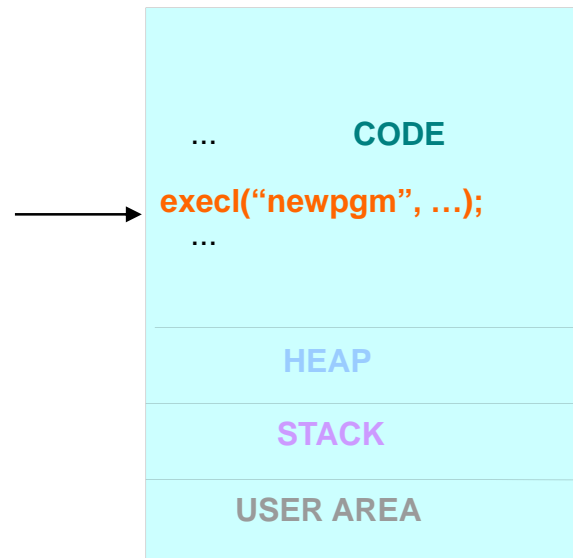 … CODE
execl(“newpgm”, …);
…
HEAP
STACK
USER AREA